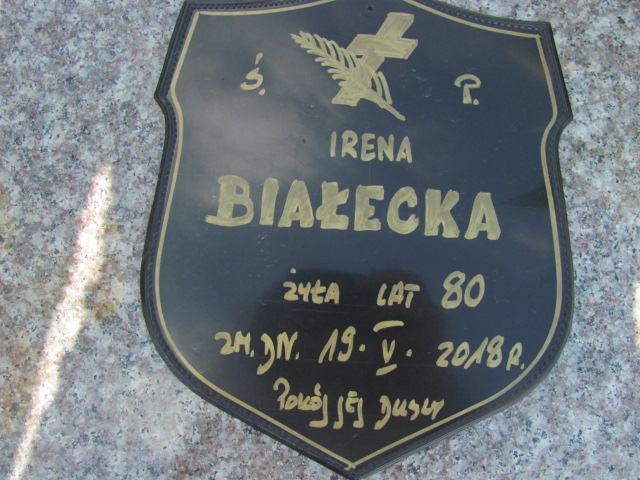 Ś. P.
IRENA
BIAŁECKA
ŻYŁA LAT 80
ZM. DN. 19. V. 2018 R.
POKÓJ JEJ DUSZY